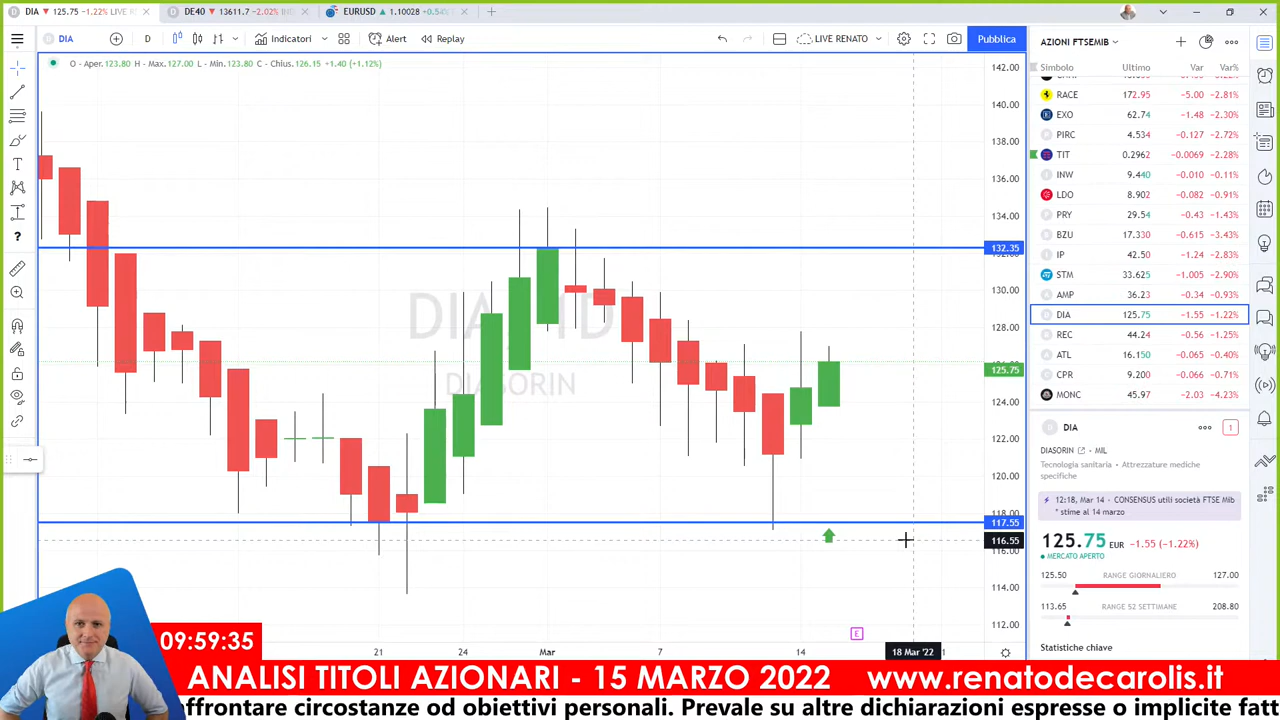 DIA 125.75 −1.22% LIVE RE
DE40 13611.7 −2.02% IN
EURUSD 1.10028
DIA
D
Indicatori
Alert
Replay
LIVE RENATO
Pubblica
O - Aper.123.80 H - Max.127.00 L - Min.123.80 C - Chius.126.15 +1.40 (+1.12%)
DIASORIN
142.00
140.00
138.00
136.00
134.00
132.35
130.00
128.00
125.75
124.00
122.00
120.00
118.00
117.55
116.55
116.00
114.00
112.00
E
21
24
Mar
7
14
18 Mar '22
AZIONI FTSEMIB
Simbolo Ultimo Var Var%
RACE 172.95 −5.00 −2.81%
EXO 62.74 −1.48 −2.30%
PIRC 4.534 −0.127 −2.72%
TIT 0.2962 −0.0069 −2.28%
INW 9.440 −0.010 −0.11%
LDO 8.902 −0.082 −0.91%
PRY 29.54 −0.43 −1.43%
BZU 17.330 −0.615 −3.43%
IP 42.50 −1.24 −2.83%
STM 33.625 −1.005 −2.90%
AMP 36.23 −0.34 −0.93%
DIA 125.75 −1.55 −1.22%
REC 44.24 −0.56 −1.25%
ATL 16.150 −0.065 −0.40%
CPR 9.200 −0.066 −0.71%
MONC 45.97 −2.03 −4.23%
DIA
1
DIASORIN • MIL
Tecnologia sanitaria • Attrezzature mediche
specifiche
12:18, Mar 14 • CONSENSUS utili società FTSE Mib
* stime al 14 marzo
125.75 EUR −1.55 (−1.22%)
MERCATO APERTO
125.50 RANGE GIORNALIERO 127.00
113.65 RANGE 52 SETTIMANE 208.80
Statistiche chiave
09:59:35
ANALISI TITOLI AZIONARI - 15 MARZO 2022 www.renatodecarolis.it
affrontare circostanze od obiettivi personali. Prevale su altre dichiarazioni espresse o implicite fatt